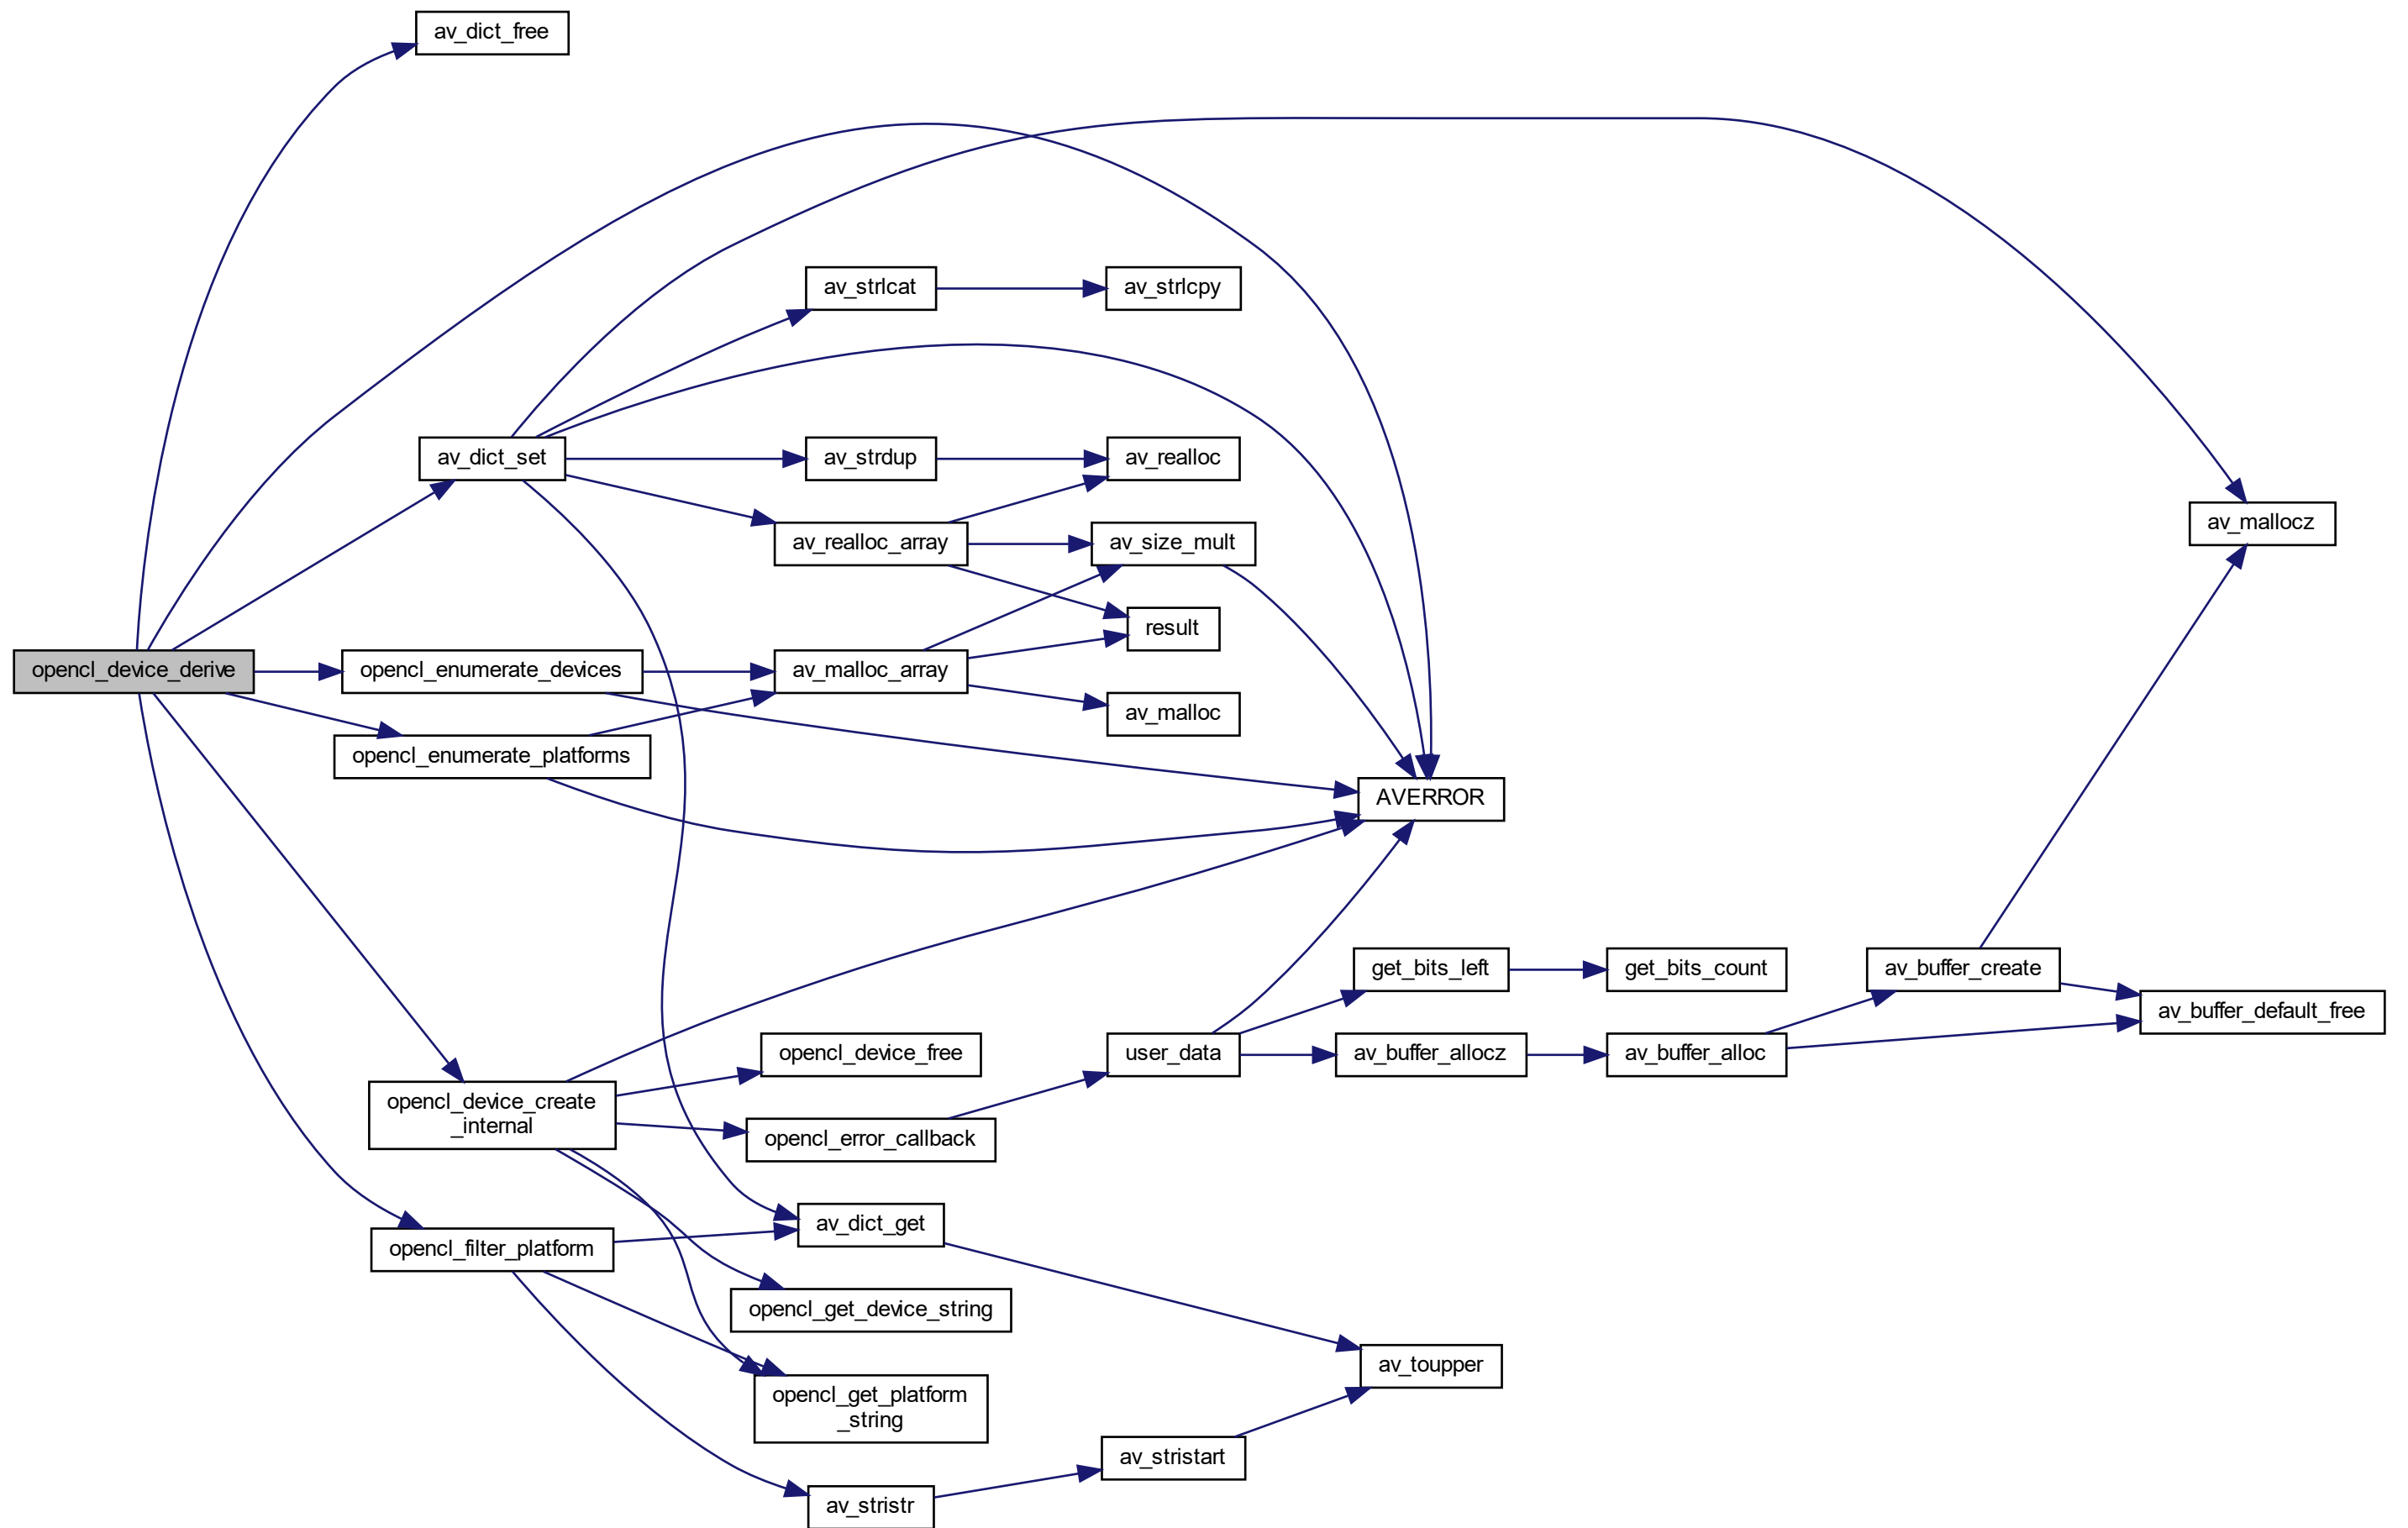 av_dict_free
av_strlcat
av_strlcpy
av_dict_set
av_strdup
av_realloc
av_mallocz
av_realloc_array
av_size_mult
result
opencl_device_derive
opencl_enumerate_devices
av_malloc_array
av_malloc
opencl_enumerate_platforms
AVERROR
get_bits_left
get_bits_count
av_buffer_create
av_buffer_default_free
opencl_device_free
user_data
av_buffer_allocz
av_buffer_alloc
opencl_device_create
_internal
opencl_error_callback
av_dict_get
opencl_filter_platform
opencl_get_device_string
av_toupper
opencl_get_platform
_string
av_stristart
av_stristr